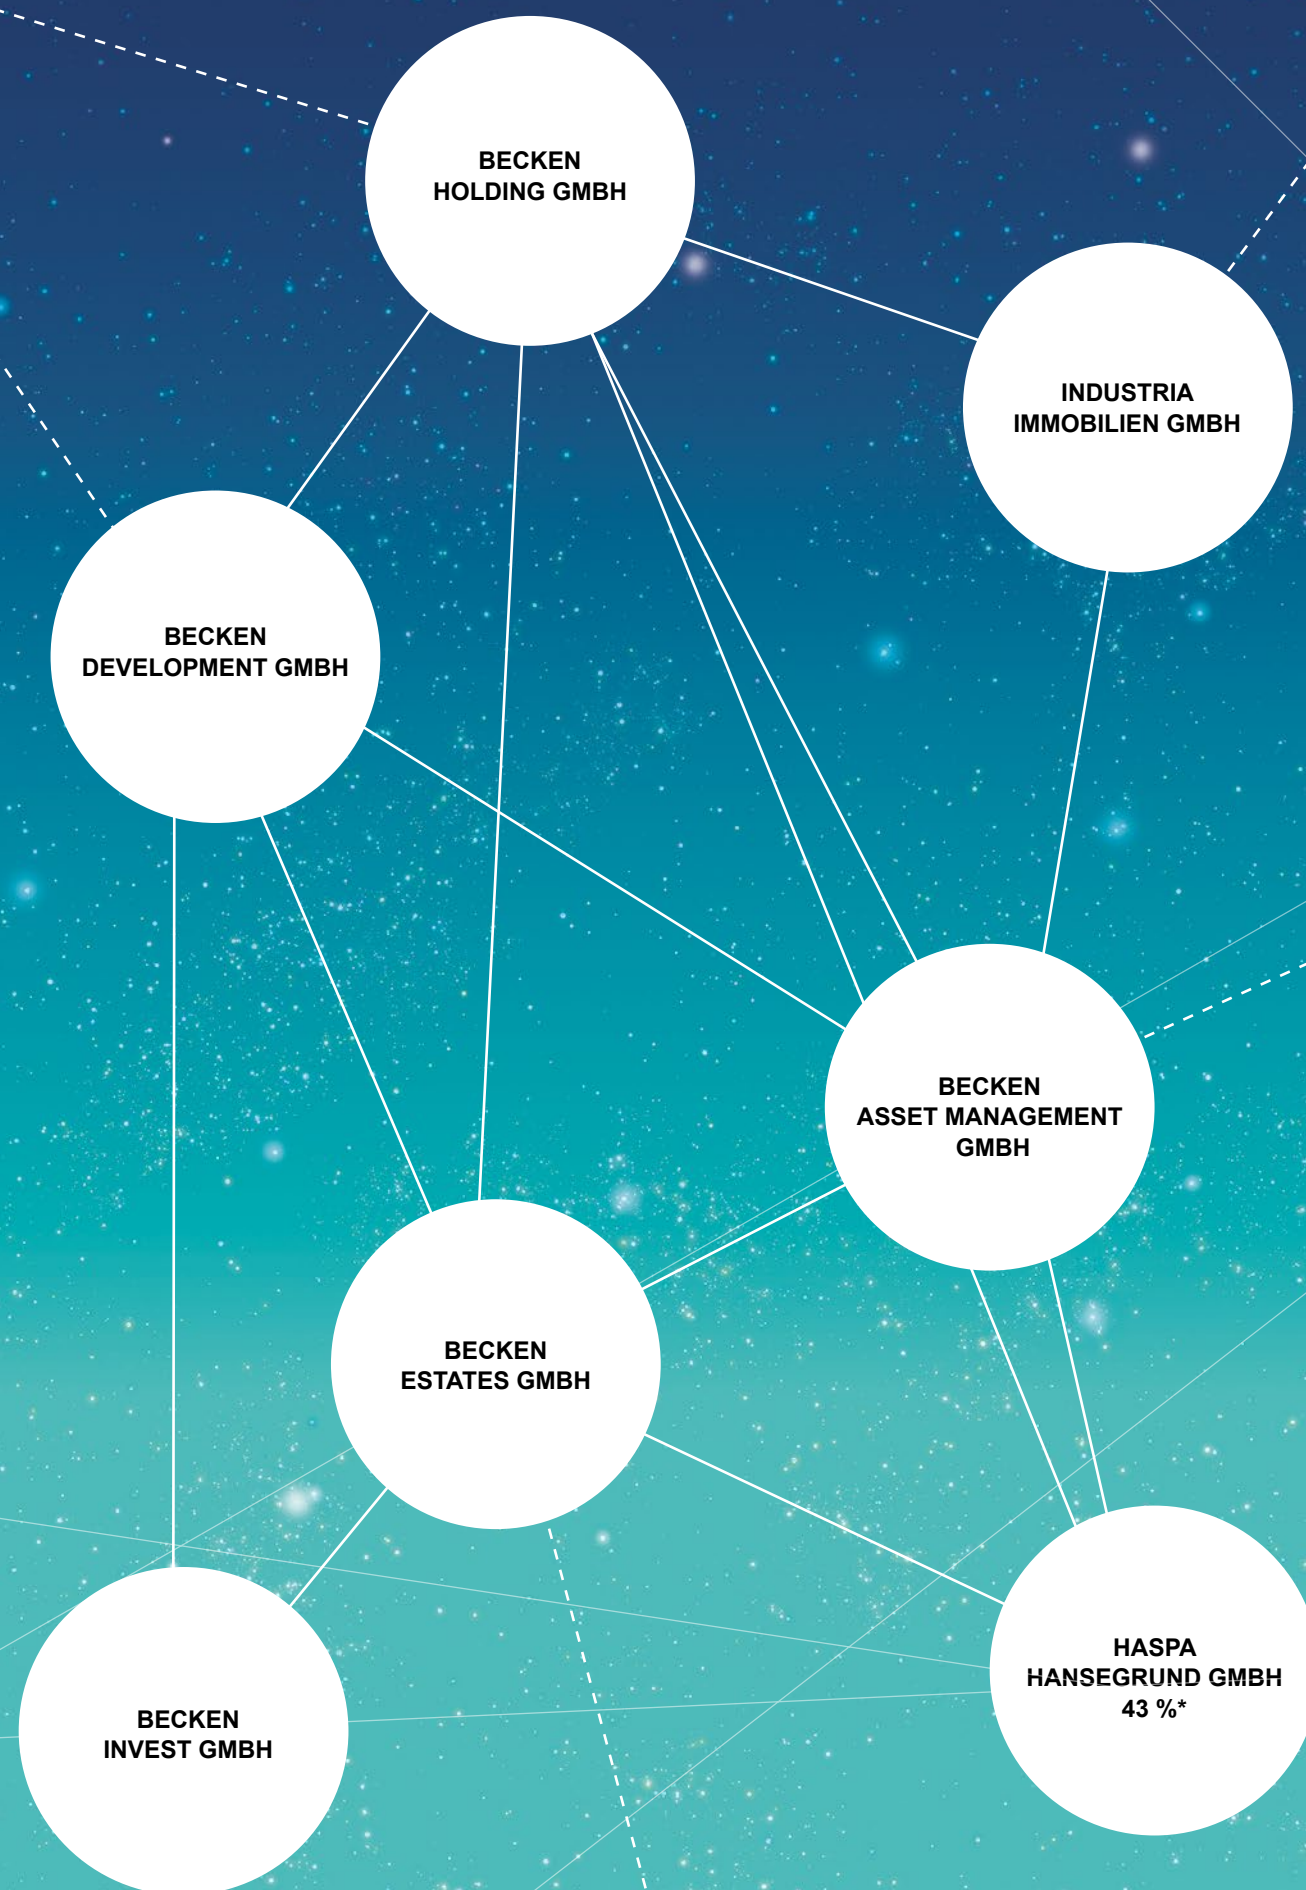 BECKEN
HOLDING GMBH
INDUSTRIA
IMMOBILIEN GMBH
BECKEN
DEVELOPMENT GMBH
BECKEN
ASSET MANAGEMENT
GMBH
BECKEN
ESTATES GMBH
HASPA
HANSEGRUND GMBH
43 %*
BECKEN
INVEST GMBH